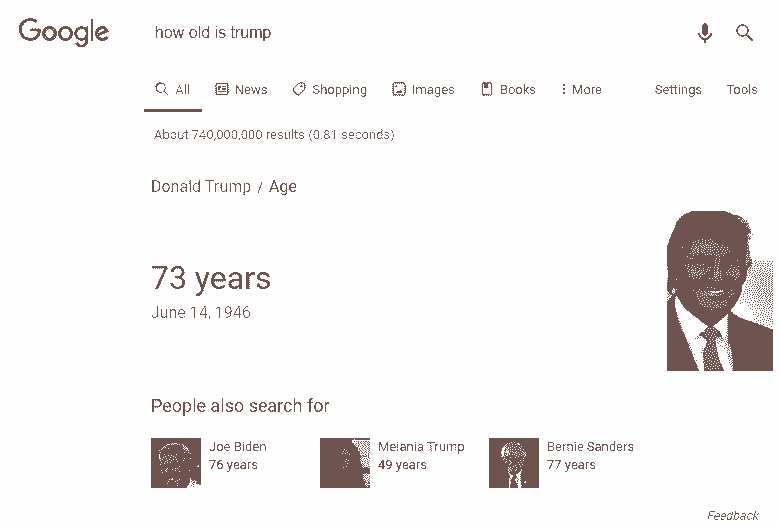 Google how old is trump
All News Shopping Images Books More Settings Tools
About 740,000,000 results (0.81 seconds)
Donald Trump / Age
73 years
June 14, 1946
People also search for
Joe Biden
76 years
Melania Trump
49 years
Bernie Sanders
77 years
Feedback